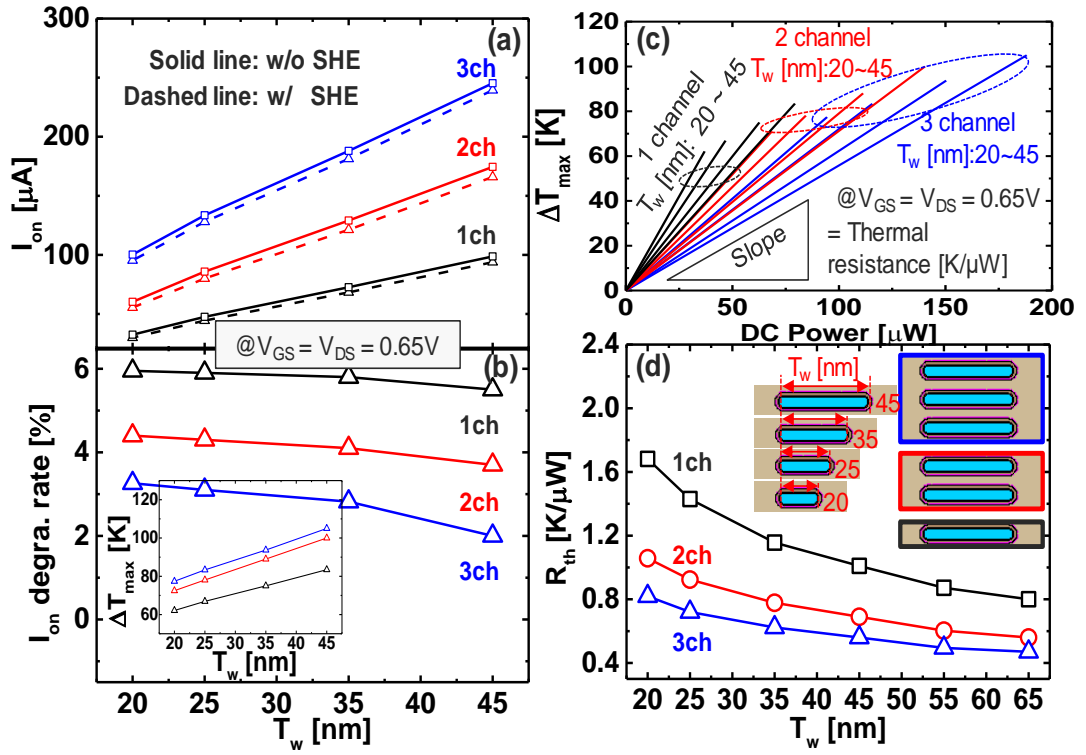 300
200
100
I_on [μA]
(a)
Solid line: w/o SHE
Dashed line: w/ SHE
3ch
2ch
1ch
@V_GS = V_DS = 0.65V
6
4
2
0
I_on degra. rate [%]
(b)
1ch
2ch
3ch
120
100
80
60
ΔT_max [K]
20 25 30 35 40 45
T_w [nm]
20 25 30 35 40 45
T_w [nm]
120
100
80
60
40
20
0
ΔT_max [K]
(c)
2 channel
T_w [nm]:20~45
1 channel
T_w [nm]: 20 ~ 45
3 channel
T_w [nm]:20~45
@V_GS = V_DS = 0.65V
= Thermal
resistance [K/μW]
Slope
0 50 100 150 200
DC Power [μW]
2.4
2.0
1.6
1.2
0.8
0.4
R_th [K/μW]
(d)
T_w [nm]
45
35
25
20
1ch
2ch
3ch
20 25 30 35 40 45 50 55 60 65
T_w [nm]